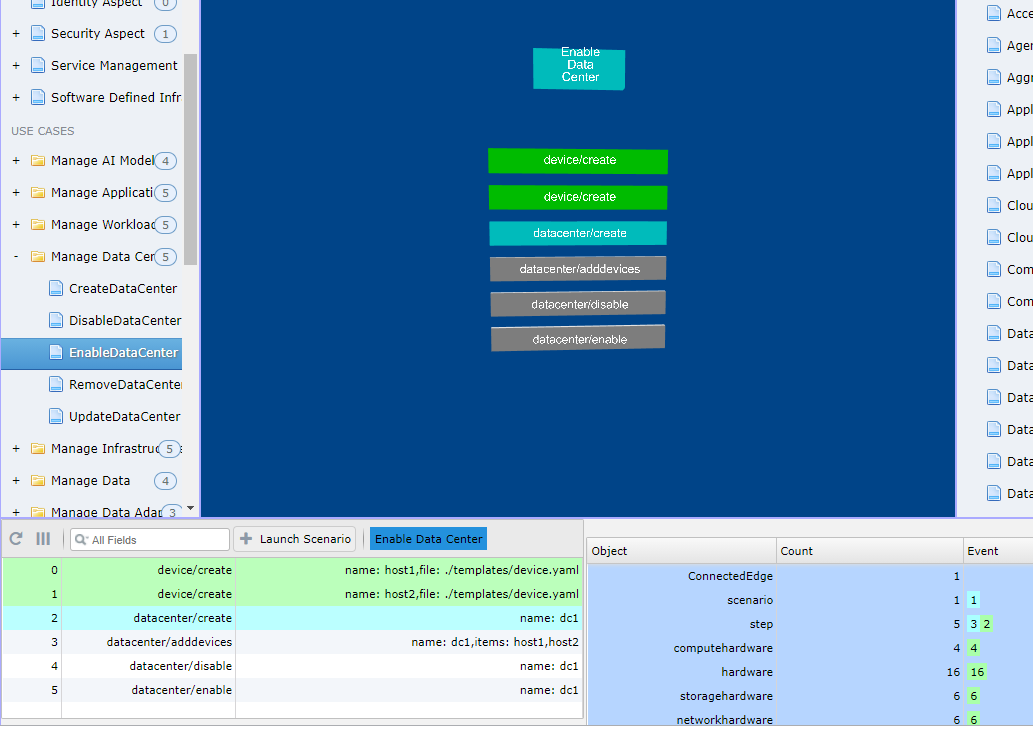 Identity Aspect 0
+ Security Aspect 1
+ Service Management
+ Software Defined Infr
USE CASES
+ Manage AI Model 4
+ Manage Applicati 5
+ Manage Workload 5
- Manage Data Cer 5
CreateDataCenter
DisableDataCenter
EnableDataCenter
RemoveDataCente
UpdateDataCenter
+ Manage Infrastruc 5
+ Manage Data 4
+ Manage Data Adap 3
Enable
Data
Center
device/create
device/create
datacenter/create
datacenter/adddevices
datacenter/disable
datacenter/enable
Acce
Ager
Aggr
Appl
Appl
Appl
Clou
Clou
Com
Com
Data
Data
Data
Data
Data
Data
All Fields
+ Launch Scenario
Enable Data Center
0 device/create name: host1,file: ./templates/device.yaml
1 device/create name: host2,file: ./templates/device.yaml
2 datacenter/create name: dc1
3 datacenter/adddevices name: dc1,items: host1,host2
4 datacenter/disable name: dc1
5 datacenter/enable name: dc1
Object Count Event
ConnectedEdge 1
scenario 1 1
step 5 3 2
computehardware 4 4
hardware 16 16
storagehardware 6 6
networkhardware 6 6